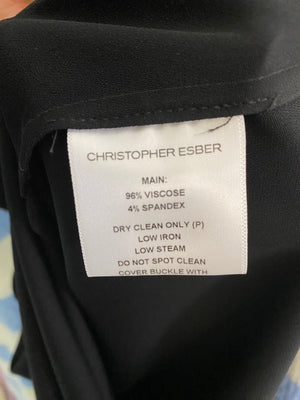 CHRISTOPHER ESBER
MAIN:
96% VISCOSE
4% SPANDEX
DRY CLEAN ONLY (P)
LOW IRON
LOW STEAM
DO NOT SPOT CLEAN
COVER BUCKLE WITH